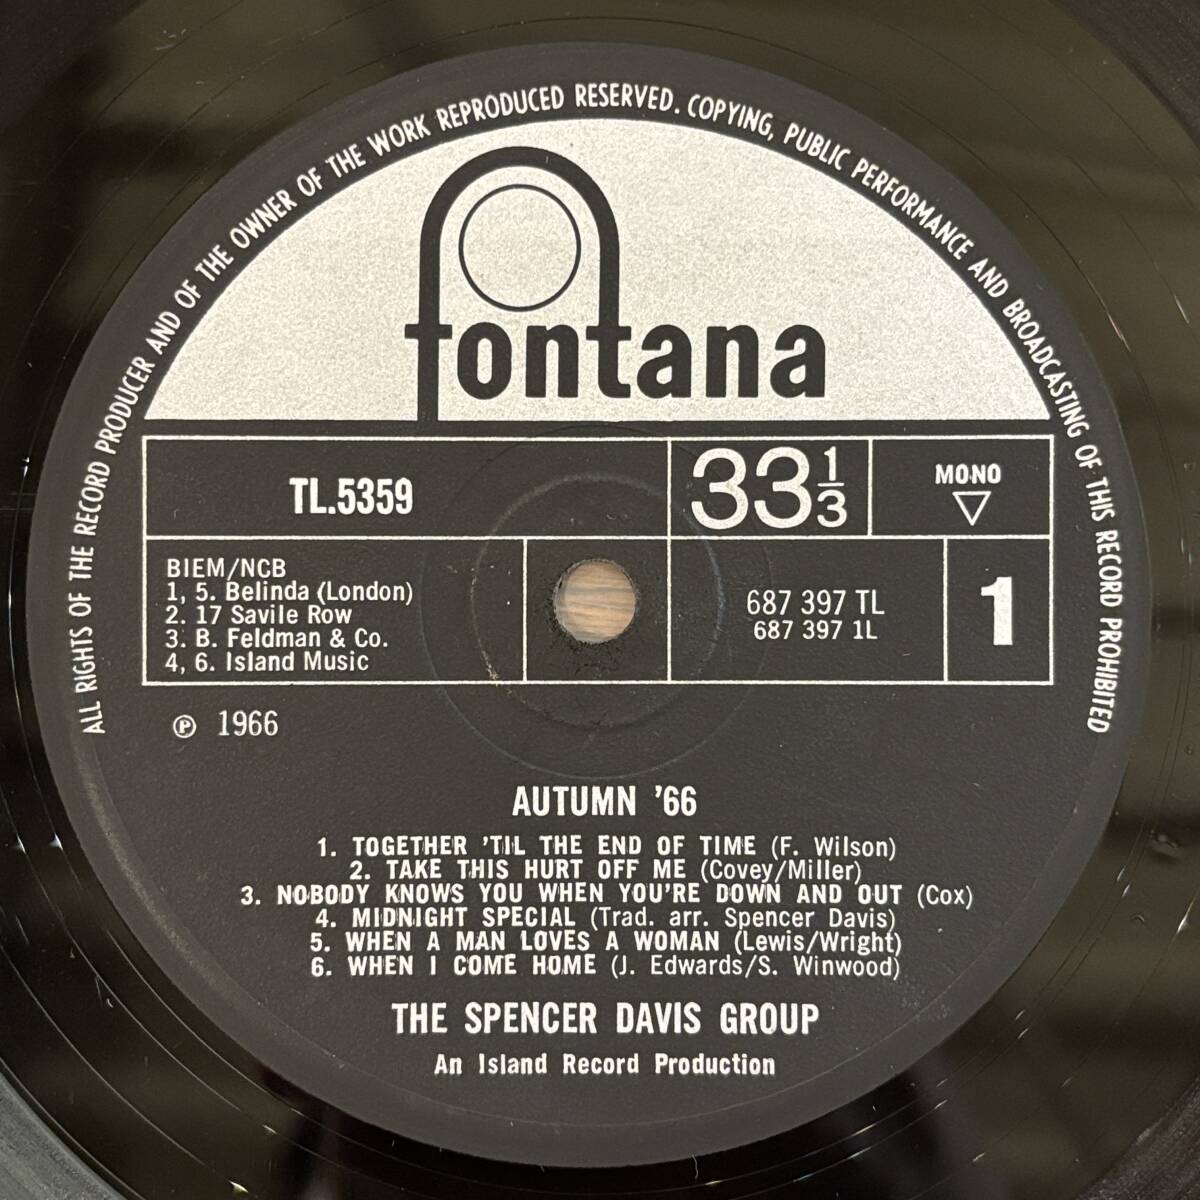 ALL RIGHTS OF THE RECORD PRODUCER AND OF THE OWNER OF THE WORK REPRODUCED RESERVED. COPYING, PUBLIC PERFORMANCE AND BROADCASTING OF THIS RECORD PROHIBITED
fontana
TL.5359
33 1/3
MONO
BIEM/NCB
1, 5. Belinda (London)
2. 17 Savile Row
3. B. Feldman & Co.
4, 6. Island Music
687 397 TL
687 397 1L
1
℗ 1966
AUTUMN '66
1. TOGETHER 'TIL THE END OF TIME (F. Wilson)
2. TAKE THIS HURT OFF ME (Covey/Miller)
3. NOBODY KNOWS YOU WHEN YOU'RE DOWN AND OUT (Cox)
4. MIDNIGHT SPECIAL (Trad. arr. Spencer Davis)
5. WHEN A MAN LOVES A WOMAN (Lewis/Wright)
6. WHEN I COME HOME (J. Edwards/S. Winwood)
THE SPENCER DAVIS GROUP
An Island Record Production